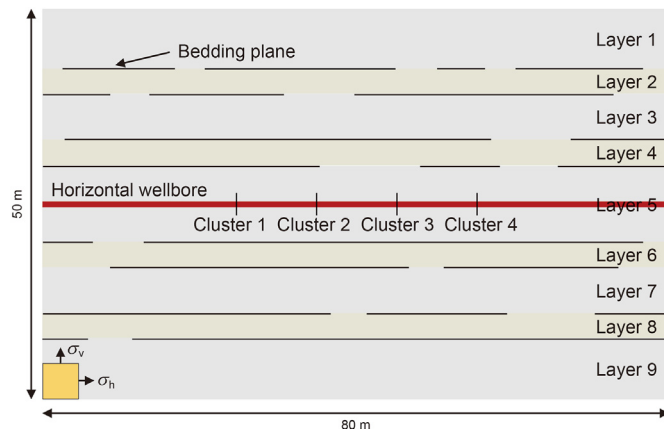 Layer 1
Bedding plane
Layer 2
Layer 3
Layer 4
Horizontal wellbore
Layer 5
Cluster 1
Cluster 2
Cluster 3
Cluster 4
50 m
Layer 6
Layer 7
Layer 8
σv
σh
Layer 9
80 m